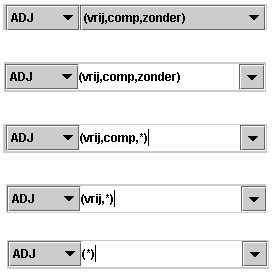 ADJ (vrij,comp,zonder)
ADJ (vrij,comp,zonder)
ADJ (vrij,comp,*)
ADJ (vrij,*)
ADJ (*)